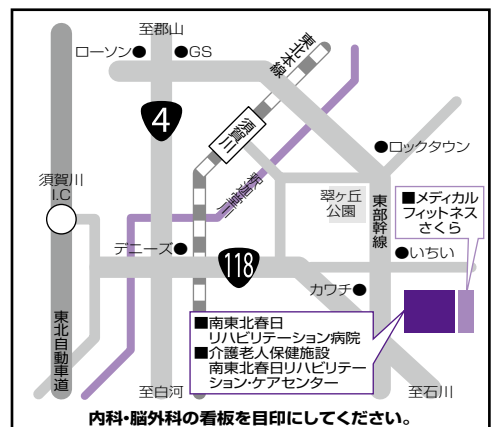 至郡山
ローソン●
●GS
東北本線
4
須賀川
●ロックタウン
須賀川
I.C
釈迦堂川
翠ヶ丘
公園
東部幹線
■メディカル
フィットネス
さくら
デニーズ●
118
●いちい
カワチ●
東北自動車道
■南東北春日
リハビリテーション病院
■介護老人保健施設
南東北春日リハビリテー
ション・ケアセンター
至白河
至石川
内科・脳外科の看板を目印にしてください。